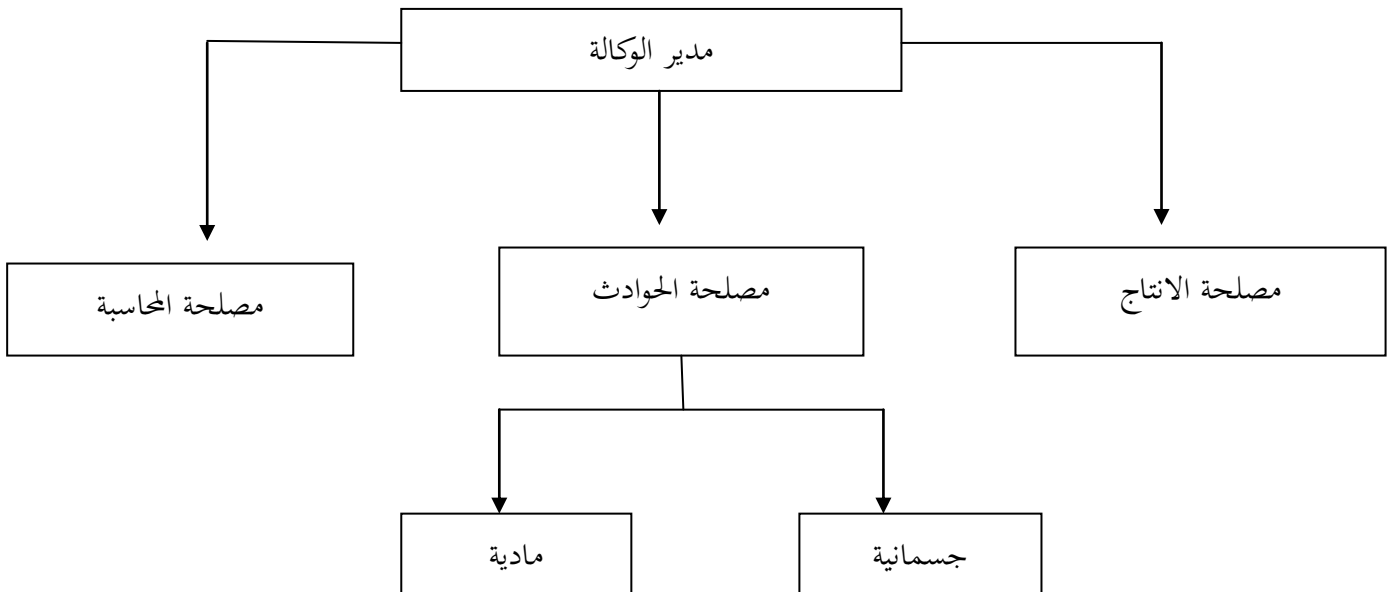 مدير الوكالة
مصلحة الانتاج
مصلحة الحوادث
مصلحة المحاسبة
جسمانية
مادية